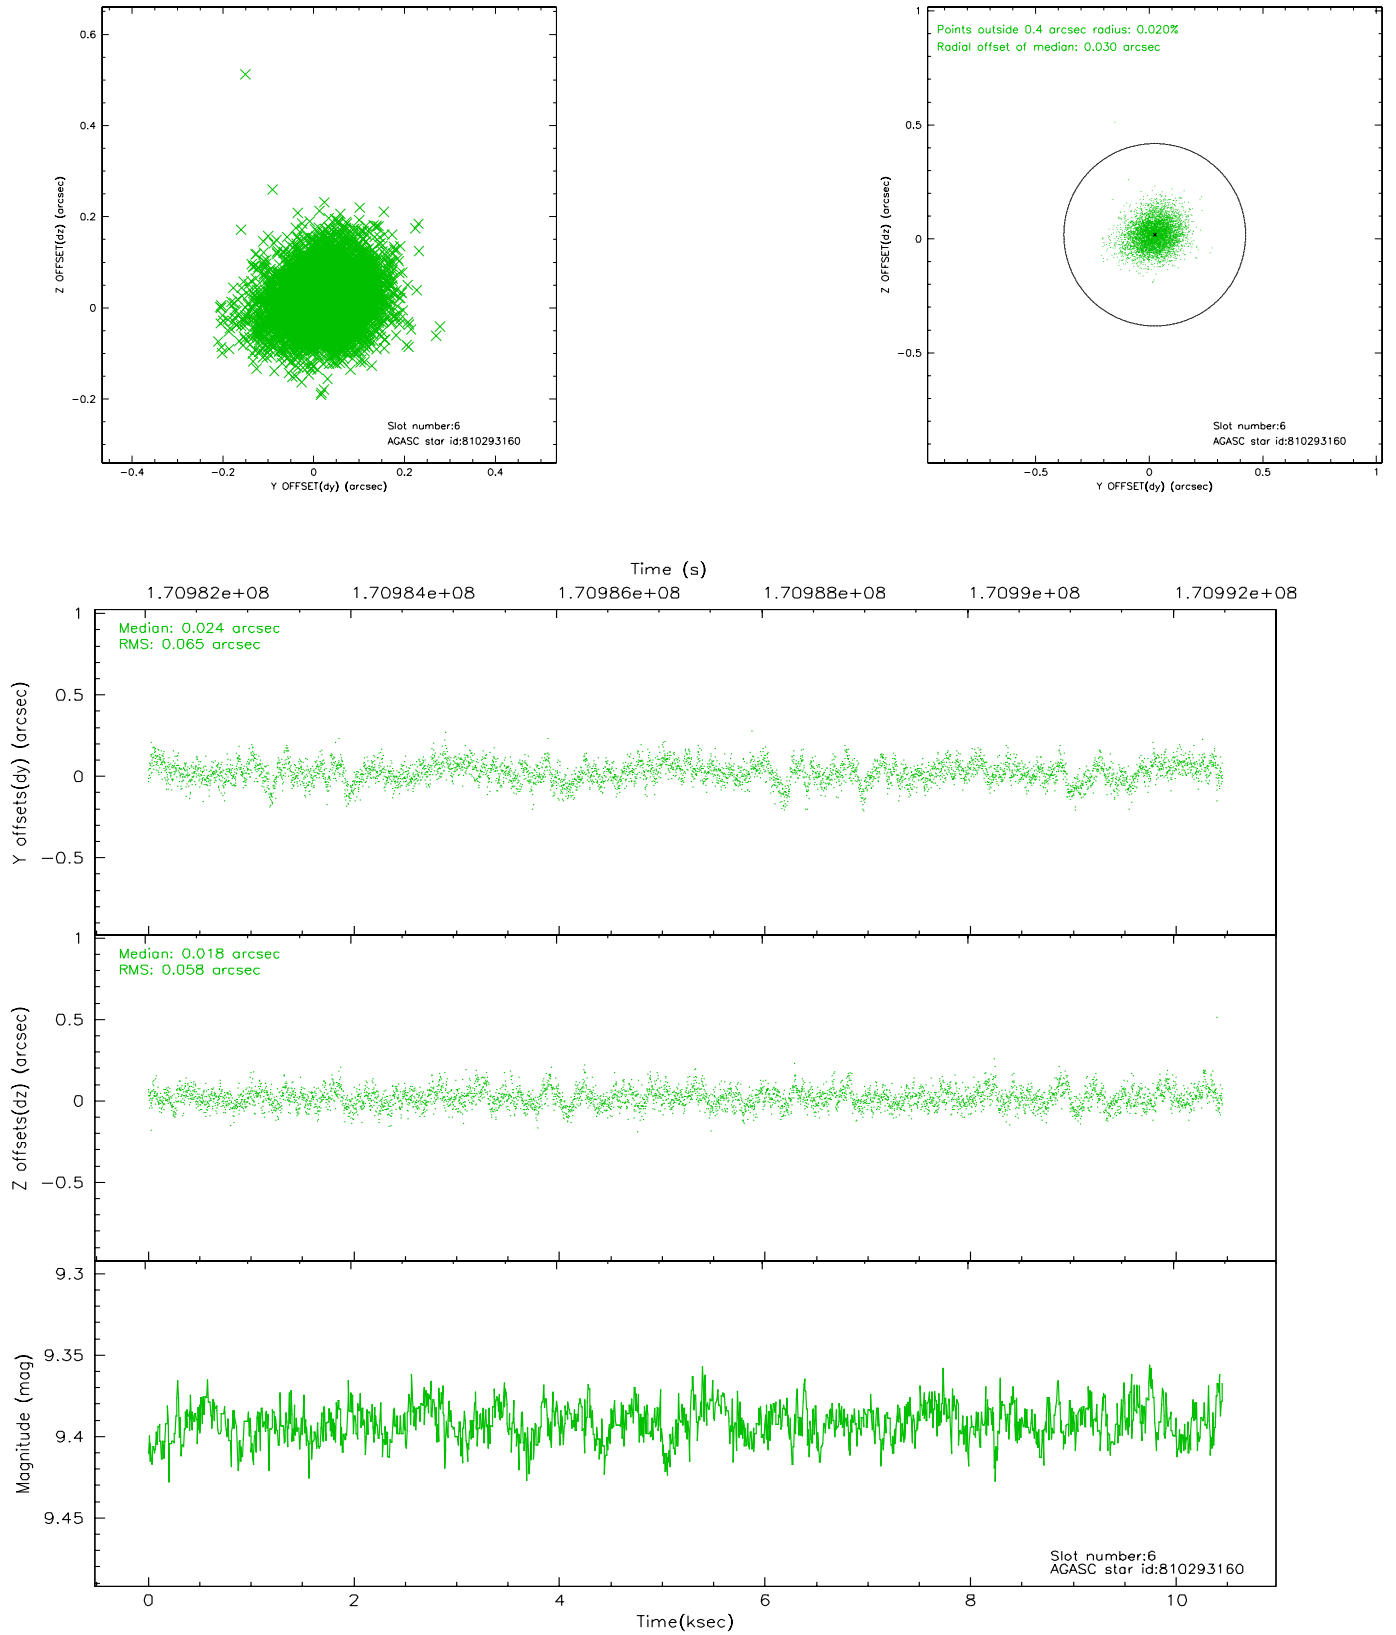 0.6
0.4
0.2
0
−0.2
−0.4
−0.2
0
0.2
0.4
Z OFFSET(dz) (arcsec)
Y OFFSET(dy) (arcsec)
Slot number:6
AGASC star id:810293160
Points outside 0.4 arcsec radius: 0.020%
Radial offset of median: 0.030 arcsec
1
0.5
0
−0.5
−0.5
0
0.5
1
Z OFFSET(dz) (arcsec)
Y OFFSET(dy) (arcsec)
Slot number:6
AGASC star id:810293160
Time (s)
1.70982e+08
1.70984e+08
1.70986e+08
1.70988e+08
1.7099e+08
1.70992e+08
Median: 0.024 arcsec
RMS: 0.065 arcsec
1
0.5
0
−0.5
Y offsets(dy) (arcsec)
Median: 0.018 arcsec
RMS: 0.058 arcsec
1
0.5
0
−0.5
Z offsets(dz) (arcsec)
9.3
9.35
9.4
9.45
Magnitude (mag)
Slot number:6
AGASC star id:810293160
0
2
4
6
8
10
Time(ksec)